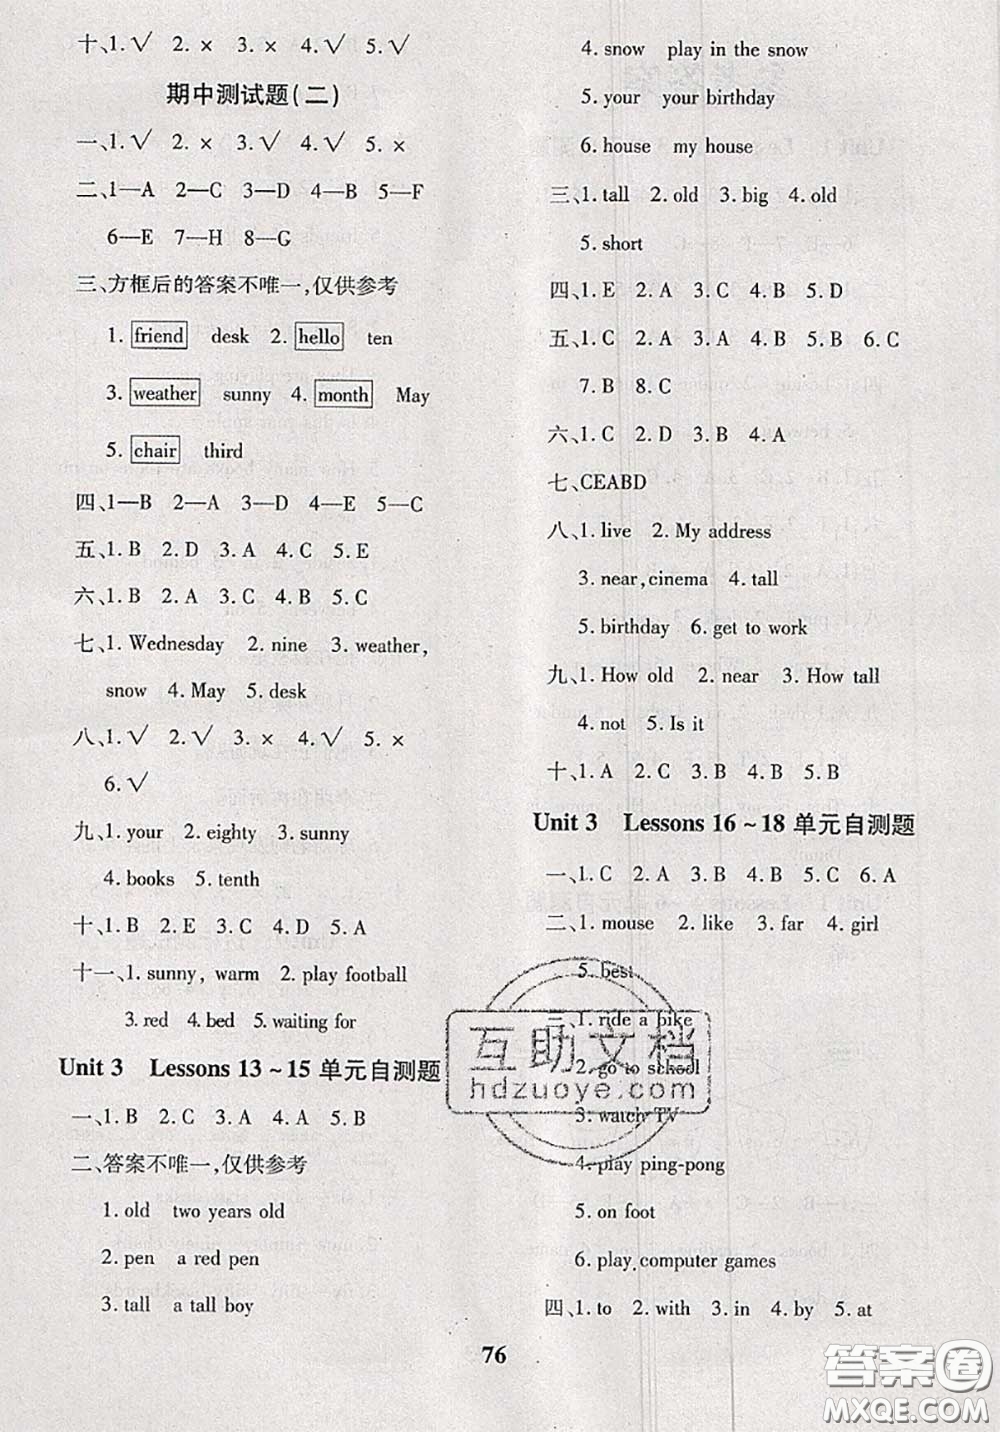 十、1.√ 2.× 3.× 4.√ 5.√
期中测试题(二)
一、1.√ 2.× 3.√ 4.√ 5.×
二、1—A 2—C 3—D 4—B 5—F
6—E 7—H 8—G
三、方框后的答案不唯一,仅供参考
1. friend desk 2. hello ten
3. weather sunny 4. month May
5. chair third
四、1—B 2—A 3—D 4—E 5—C
五、1. B 2. D 3. A 4. C 5. E
六、1. B 2. A 3. A 4. B 5. C
七、1. Wednesday 2. nine 3. weather,
snow 4. May 5. desk
八、1.√ 2.√ 3.× 4.√ 5.×
6.√
九、1. your 2. eighty 3. sunny
4. books 5. tenth
十、1. B 2. E 3. C 4. D 5. A
十一、1. sunny, warm 2. play football
3. red 4. bed 5. waiting for
Unit 3 Lessons 13～15 单元自测题
一、1. B 2. C 3. A 4. A 5. B
二、答案不唯一,仅供参考
1. old two years old
2. pen a red pen
3. tall a tall boy
4. snow play in the snow
5. your your birthday
6. house my house
三、1. tall 2. old 3. big 4. old
5. short
四、1. E 2. A 3. C 4. B 5. D
五、1. C 2. A 3. A 4. B 5. B 6. C
7. B 8. C
六、1. C 2. D 3. B 4. A
七、CEABD
八、1. live 2. My address
3. near, cinema 4. tall
5. birthday 6. get to work
九、1. How old 2. near 3. How tall
4. not 5. Is it
十、1. A 2. C 3. B 4. B 5. B
Unit 3 Lessons 16～18 单元自测题
一、1. C 2. A 3. B 4. C 5. C 6. A
二、1. mouse 2. like 3. far 4. girl
5. best
三、1. ride a bike
2. go to school
3. watch TV
4. play ping-pong
5. on foot
6. play computer games
四、1. to 2. with 3. in 4. by 5. at
76
互助文档
hdzuoye.com
答案圈
MXQE.COM